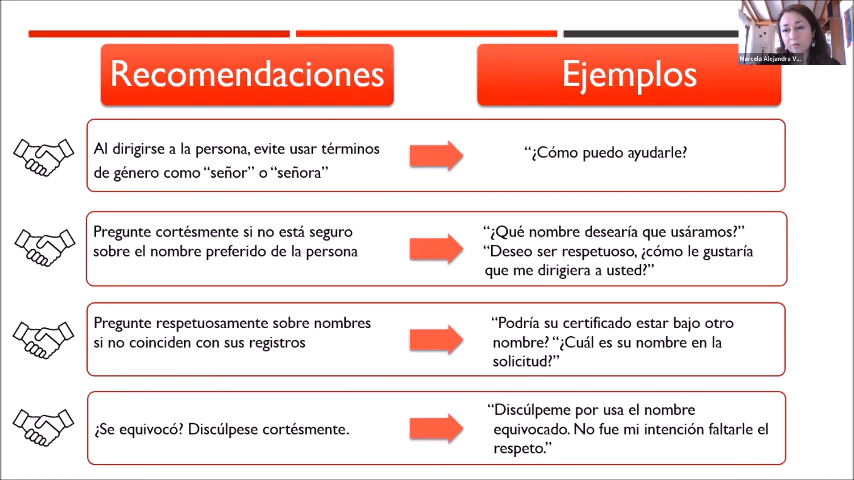 Recomendaciones
Ejemplos
Marcela Alejandra V...
Al dirigirse a la persona, evite usar términos
de género como “señor” o “señora”
“¿Cómo puedo ayudarle?
Pregunte cortésmente si no está seguro
sobre el nombre preferido de la persona
“¿Qué nombre desearía que usáramos?”
“Deseo ser respetuoso, ¿cómo le gustaría
que me dirigiera a usted?”
Pregunte respetuosamente sobre nombres
si no coinciden con sus registros
“Podría su certificado estar bajo otro
nombre? “¿Cuál es su nombre en la
solicitud?”
¿Se equivocó? Discúlpese cortésmente.
“Discúlpeme por usa el nombre
equivocado. No fue mi intención faltarle el
respeto.”